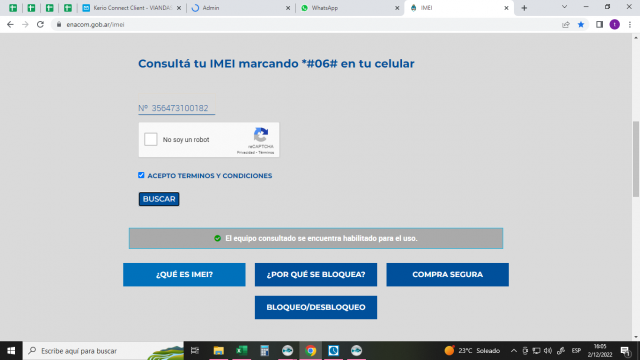 Kerio Connect Client - VIANDA
Admin
WhatsApp
IMEI
enacom.gob.ar/imei
t
Consultá tu IMEI marcando *#06# en tu celular
Nº 356473100182
No soy un robot
reCAPTCHA
Privacidad - Términos
ACEPTO TERMINOS Y CONDICIONES
BUSCAR
El equipo consultado se encuentra habilitado para el uso.
¿QUÉ ES IMEI?
¿POR QUÉ SE BLOQUEA?
COMPRA SEGURA
BLOQUEO/DESBLOQUEO
Escribe aquí para buscar
23°C Soleado
ESP
16:05
2/12/2022